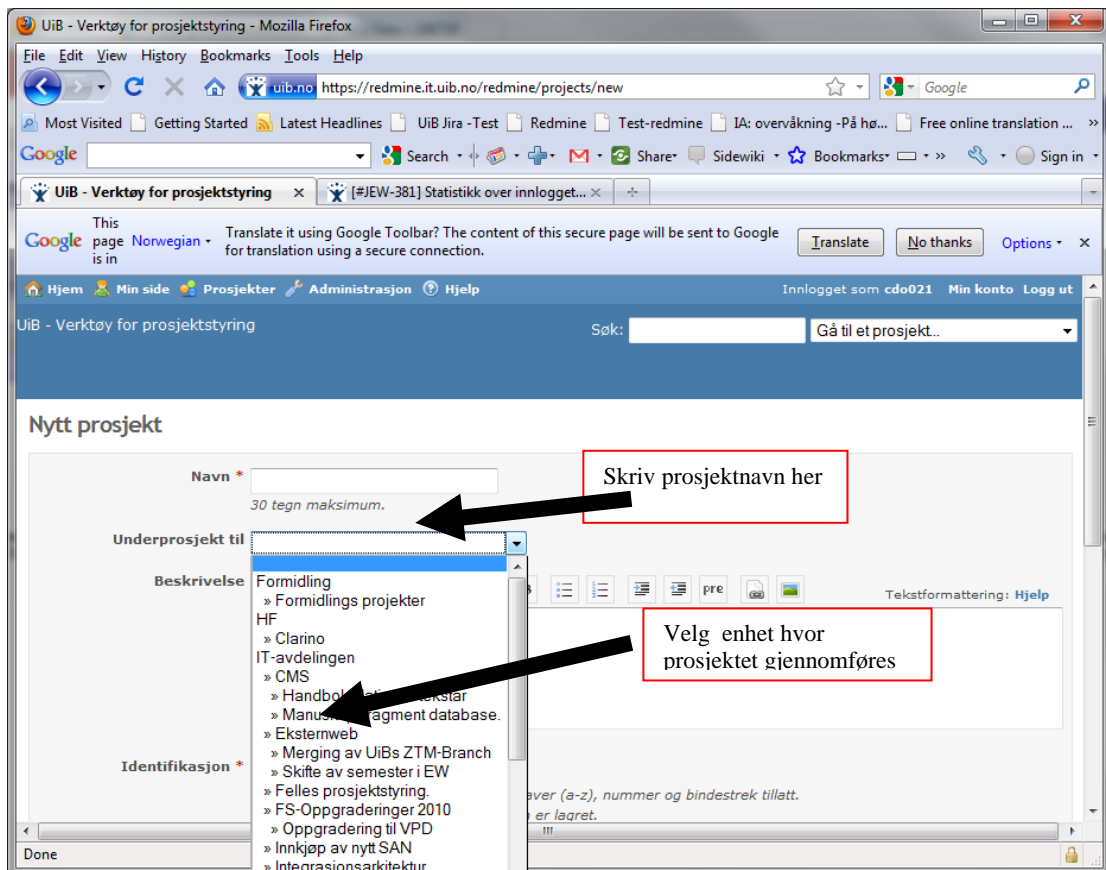 UiB - Verktøy for prosjektstyring - Mozilla Firefox
File Edit View History Bookmarks Tools Help
uib.no https://redmine.it.uib.no/redmine/projects/new Google
Most Visited Getting Started Latest Headlines UiB Jira -Test Redmine Test-redmine IA: overvåkning -På hø... Free online translation ... »
Google Search Share Sidewiki Bookmarks » Sign in
UiB - Verktøy for prosjektstyring × [#JEW-381] Statistikk over innlogget... ×
Google This page is in Norwegian Translate it using Google Toolbar? The content of this secure page will be sent to Google for translation using a secure connection. Translate No thanks Options ×
Hjem Min side Prosjekter Administrasjon Hjelp Innlogget som cdo021 Min konto Logg ut
UiB - Verktøy for prosjektstyring Søk: Gå til et prosjekt...
Nytt prosjekt
Navn *
Skriv prosjektnavn her
30 tegn maksimum.
Underprosjekt til
Beskrivelse
pre
Tekstformattering: Hjelp
Formidling
» Formidlings projekter
HF
» Clarino
IT-avdelingen
» CMS
Velg enhet hvor
prosjektet gjennomføres
» Eksternweb
» Merging av UiBs ZTM-Branch
» Skifte av semester i EW
» Felles prosjektstyring.
» FS-Oppgraderinger 2010
» Oppgradering til VPD
» Innkjøp av nytt SAN
» Integrasjonsarkitektur
Identifikasjon *
(a-z), nummer og bindestrek tillatt.
er lagret.
Done